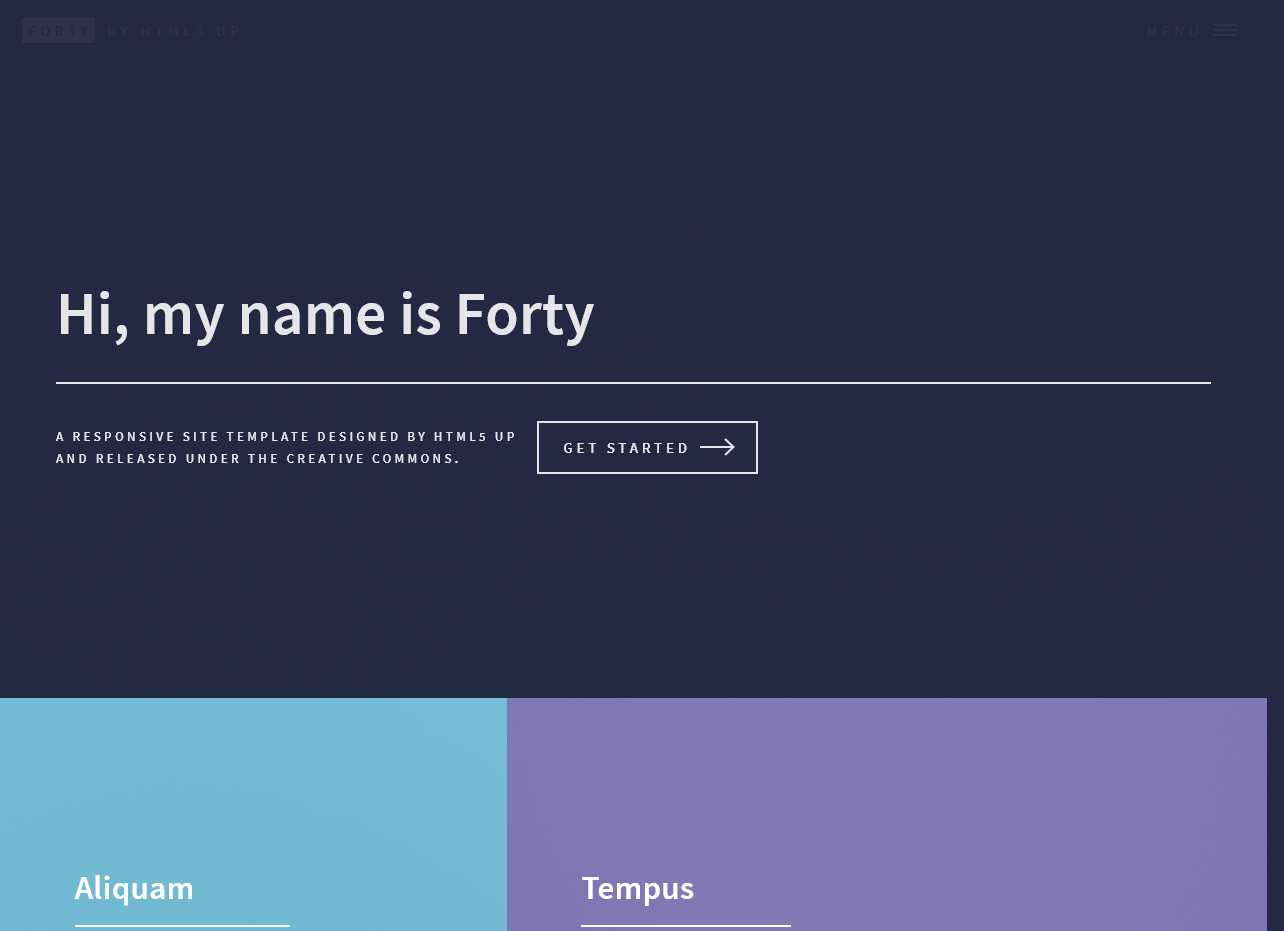 FORTY BY HTML5 UP
MENU
Hi, my name is Forty
A RESPONSIVE SITE TEMPLATE DESIGNED BY HTML5 UP
AND RELEASED UNDER THE CREATIVE COMMONS.
GET STARTED
Aliquam
Tempus